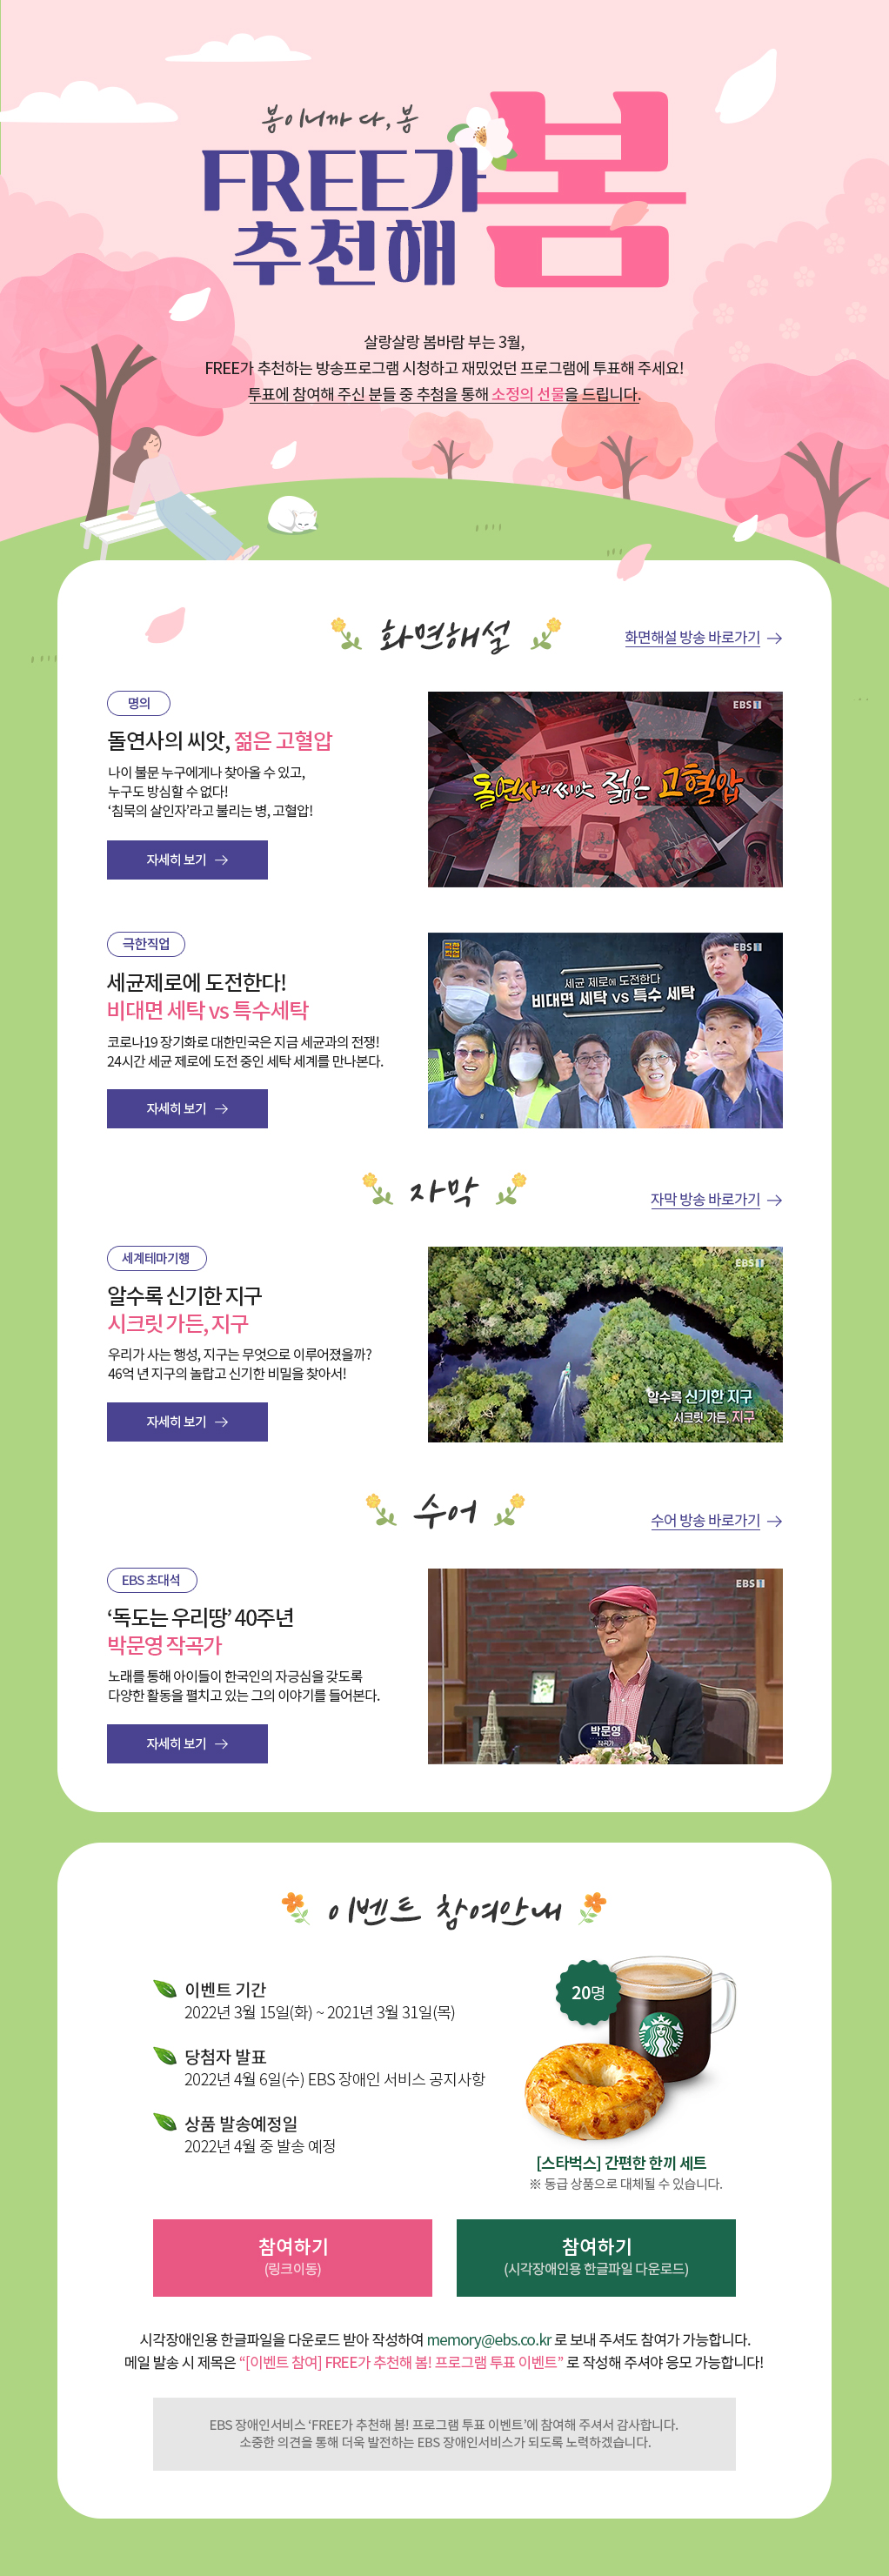 봄이니까 다, 봄
FREE가
추천해
봄
살랑살랑 봄바람 부는 3월,
FREE가 추천하는 방송프로그램 시청하고 재밌었던 프로그램에 투표해 주세요!
투표에 참여해 주신 분들 중 추첨을 통해 소정의 선물을 드립니다.
화면해설
화면해설 방송 바로가기 →
명의
돌연사의 씨앗, 젊은 고혈압
나이 불문 누구에게나 찾아올 수 있고,
누구도 방심할 수 없다!
‘침묵의 살인자’라고 불리는 병, 고혈압!
자세히 보기 →
EBS1
돌연사의 씨앗 젊은 고혈압
극한직업
세균제로에 도전한다!
비대면 세탁 vs 특수세탁
코로나19 장기화로 대한민국은 지금 세균과의 전쟁!
24시간 세균 제로에 도전 중인 세탁 세계를 만나본다.
자세히 보기 →
극한직업
EBS1
세균 제로에 도전한다
비대면 세탁 vs 특수 세탁
자막
자막 방송 바로가기 →
세계테마기행
알수록 신기한 지구
시크릿 가든, 지구
우리가 사는 행성, 지구는 무엇으로 이루어졌을까?
46억 년 지구의 놀랍고 신기한 비밀을 찾아서!
자세히 보기 →
EBS1
알수록 신기한 지구
시크릿 가든, 지구
수어
수어 방송 바로가기 →
EBS 초대석
‘독도는 우리땅’ 40주년
박문영 작곡가
노래를 통해 아이들이 한국인의 자긍심을 갖도록
다양한 활동을 펼치고 있는 그의 이야기를 들어본다.
자세히 보기 →
EBS1
박문영
작곡가
이벤트 참여안내
이벤트 기간
2022년 3월 15일(화) ~ 2021년 3월 31일(목)
당첨자 발표
2022년 4월 6일(수) EBS 장애인 서비스 공지사항
상품 발송예정일
2022년 4월 중 발송 예정
20명
[스타벅스] 간편한 한끼 세트
※ 동급 상품으로 대체될 수 있습니다.
참여하기
(링크이동)
참여하기
(시각장애인용 한글파일 다운로드)
시각장애인용 한글파일을 다운로드 받아 작성하여 memory@ebs.co.kr 로 보내 주셔도 참여가 가능합니다.
메일 발송 시 제목은 “[이벤트 참여] FREE가 추천해 봄! 프로그램 투표 이벤트” 로 작성해 주셔야 응모 가능합니다!
EBS 장애인서비스 ‘FREE가 추천해 봄! 프로그램 투표 이벤트’에 참여해 주셔서 감사합니다.
소중한 의견을 통해 더욱 발전하는 EBS 장애인서비스가 되도록 노력하겠습니다.